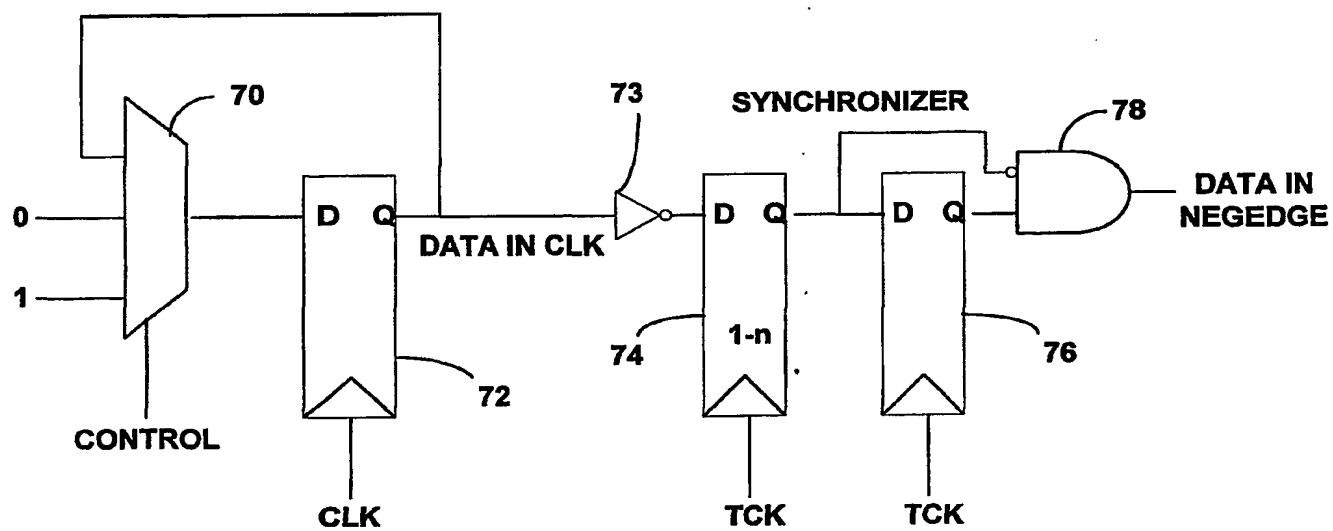 70
73
SYNCHRONIZER
78
0
D Q
DATA IN CLK
D Q
D Q
DATA IN
NEGEDGE
1
74
1-n
76
72
CONTROL
CLK
TCK
TCK